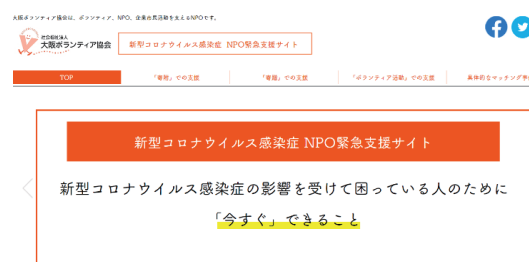 大阪ボランティア協会は、ボランティア、NPO、企業市民活動を支えるNPOです。
社会福祉法人
大阪ボランティア協会
新型コロナウイルス感染症 NPO緊急支援サイト
TOP
「寄付」での支援
「寄贈」での支援
「ボランティア活動」での支援
具体的なマッチング事
新型コロナウイルス感染症 NPO緊急支援サイト
新型コロナウイルス感染症の影響を受けて困っている人のために
「今すぐ」できること